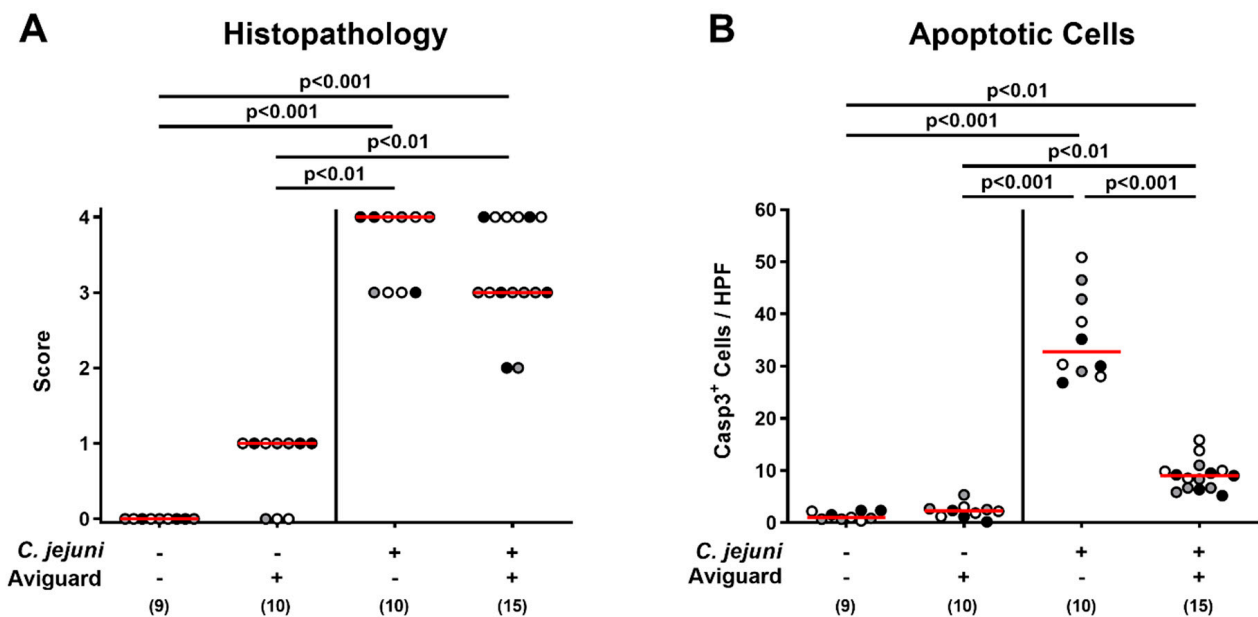 A
Histopathology
p<0.001
p<0.001
p<0.01
p<0.01
Score
4
3
2
1
0
C. jejuni - - + +
Aviguard - + - +
(9) (10) (10) (15)
B
Apoptotic Cells
p<0.01
p<0.001
p<0.01
p<0.001 p<0.001
Casp3+ Cells / HPF
60
50
40
30
20
10
0
C. jejuni - - + +
Aviguard - + - +
(9) (10) (10) (15)